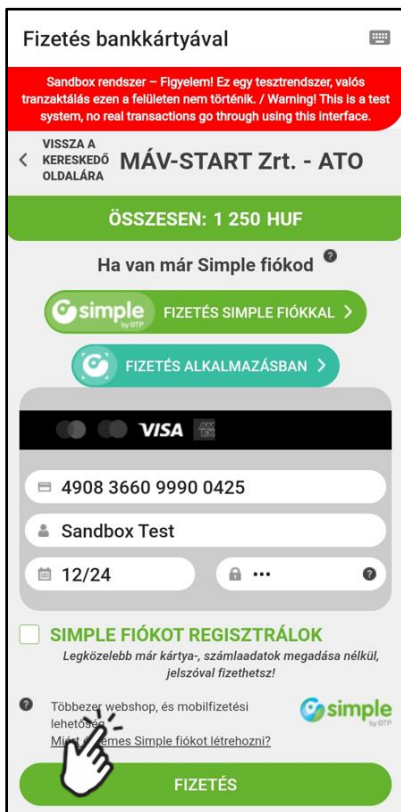 Fizetés bankkártyával
Sandbox rendszer – Figyelem! Ez egy tesztrendszer, valós
tranzaktálás ezen a felületen nem történik. / Warning! This is a test
system, no real transactions go through using this interface.
VISSZA A
KERESKEDŐ
OLDALÁRA
MÁV-START Zrt. - ATO
ÖSSZESEN: 1 250 HUF
Ha van már Simple fiókod
simple by OTP FIZETÉS SIMPLE FIÓKKAL
FIZETÉS ALKALMAZÁSBAN
VISA
4908 3660 9990 0425
Sandbox Test
12/24 •••
SIMPLE FIÓKOT REGISZTRÁLOK
Legközelebb már kártya-, számlaadatok megadása nélkül,
jelszóval fizethetsz!
Többezer webshop, és mobilfizetési
lehetőség
simple
by OTP
Miért érdemes Simple fiókot létrehozni?
FIZETÉS